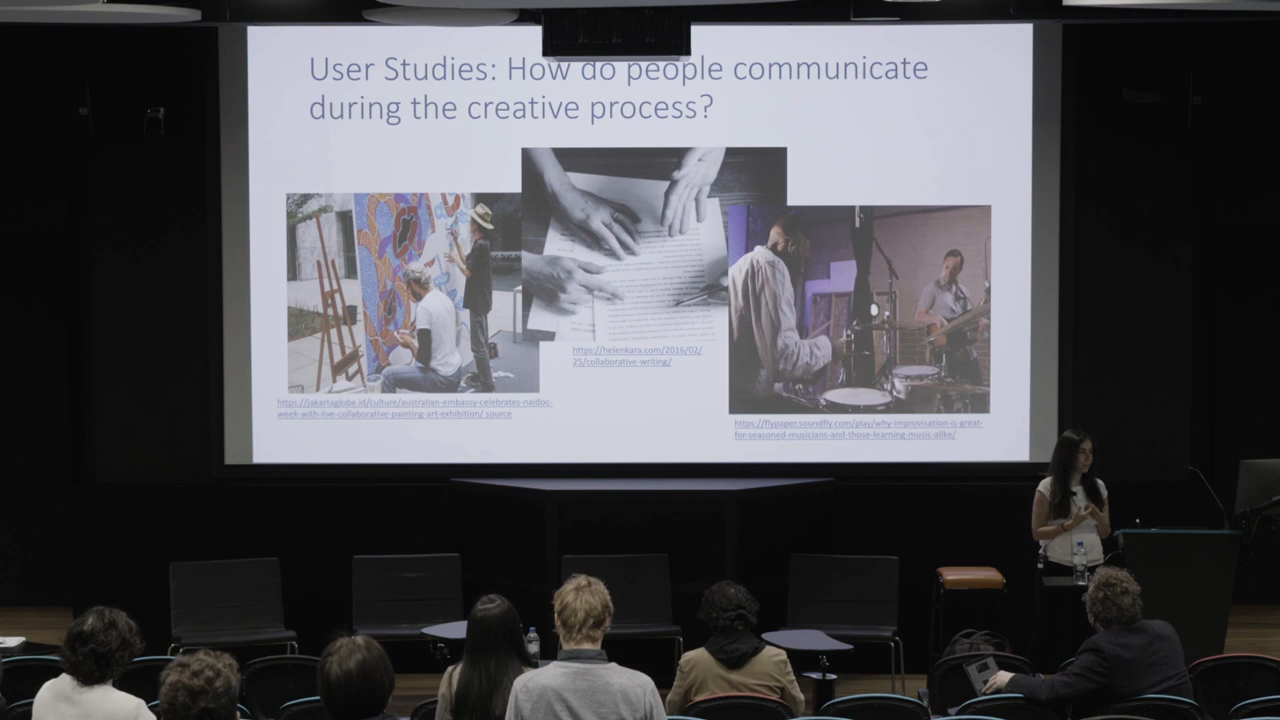 User Studies: How do people communicate
during the creative process?
https://helenkara.com/2016/02/
25/collaborative-writing/
https://jakartaglobe.id/culture/australian-embassy-celebrates-naidoc-
week-with-live-collaborative-painting-art-exhibition/ source
https://flypaper.soundfly.com/play/why-improvisation-is-great-
for-seasoned-musicians-and-those-learning-music-alike/